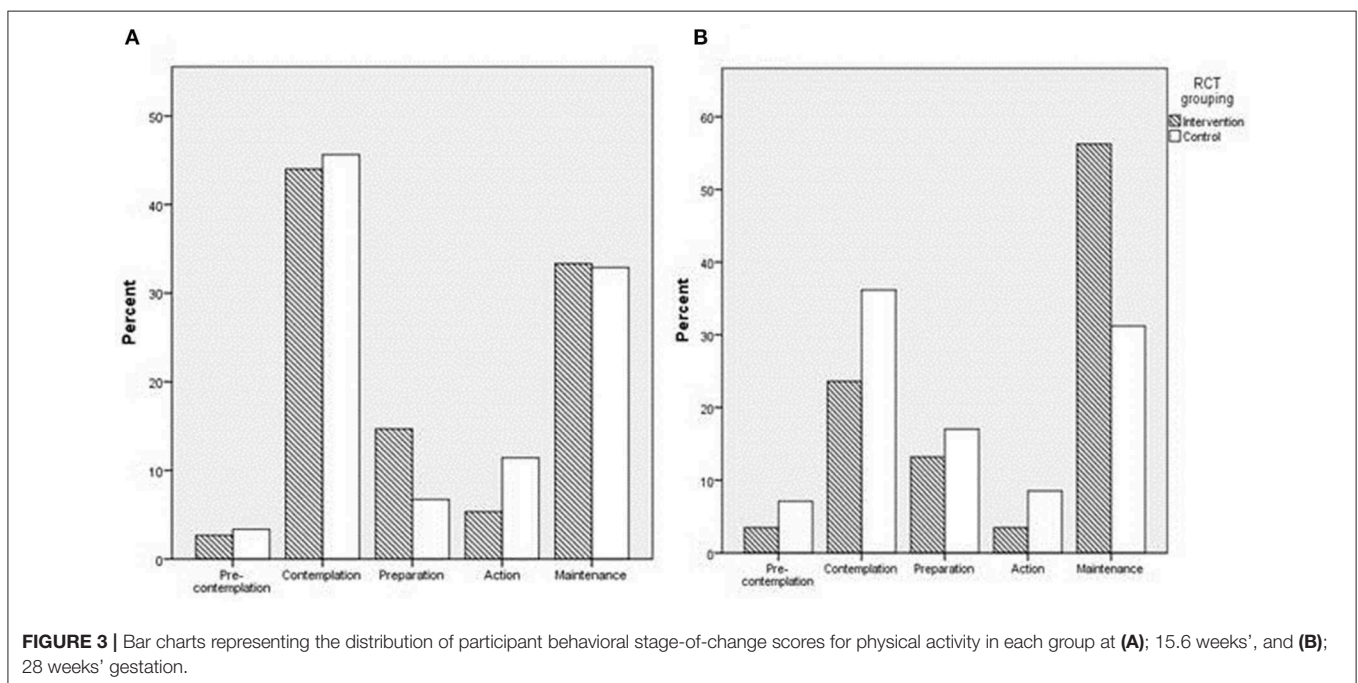 A
B
50
40
30
20
10
0
Percent
Pre-
contemplation
Contemplation
Preparation
Action
Maintenance
60
50
40
30
20
10
0
Percent
Pre-
contemplation
Contemplation
Preparation
Action
Maintenance
RCT
grouping
Intervention
Control
FIGURE 3 | Bar charts representing the distribution of participant behavioral stage-of-change scores for physical activity in each group at (A); 15.6 weeks’, and (B);
28 weeks’ gestation.